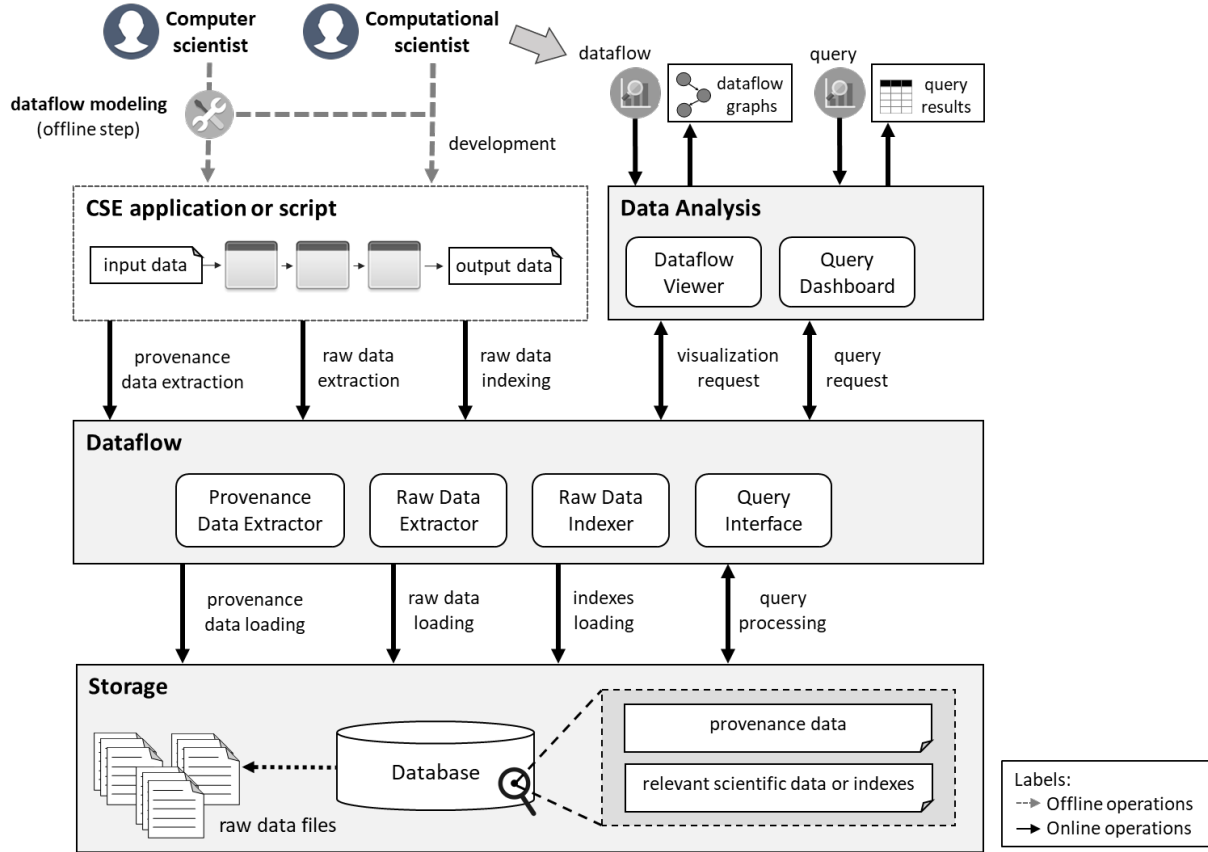 Computer
scientist
Computational
scientist
dataflow modeling
(offline step)
development
dataflow
dataflow
graphs
query
query
results
CSE application or script
input data
output data
Data Analysis
Dataflow
Viewer
Query
Dashboard
provenance
data extraction
raw data
extraction
raw data
indexing
visualization
request
query
request
Dataflow
Provenance
Data Extractor
Raw Data
Extractor
Raw Data
Indexer
Query
Interface
provenance
data loading
raw data
loading
indexes
loading
query
processing
Storage
raw data files
Database
provenance data
relevant scientific data or indexes
Labels:
Offline operations
Online operations